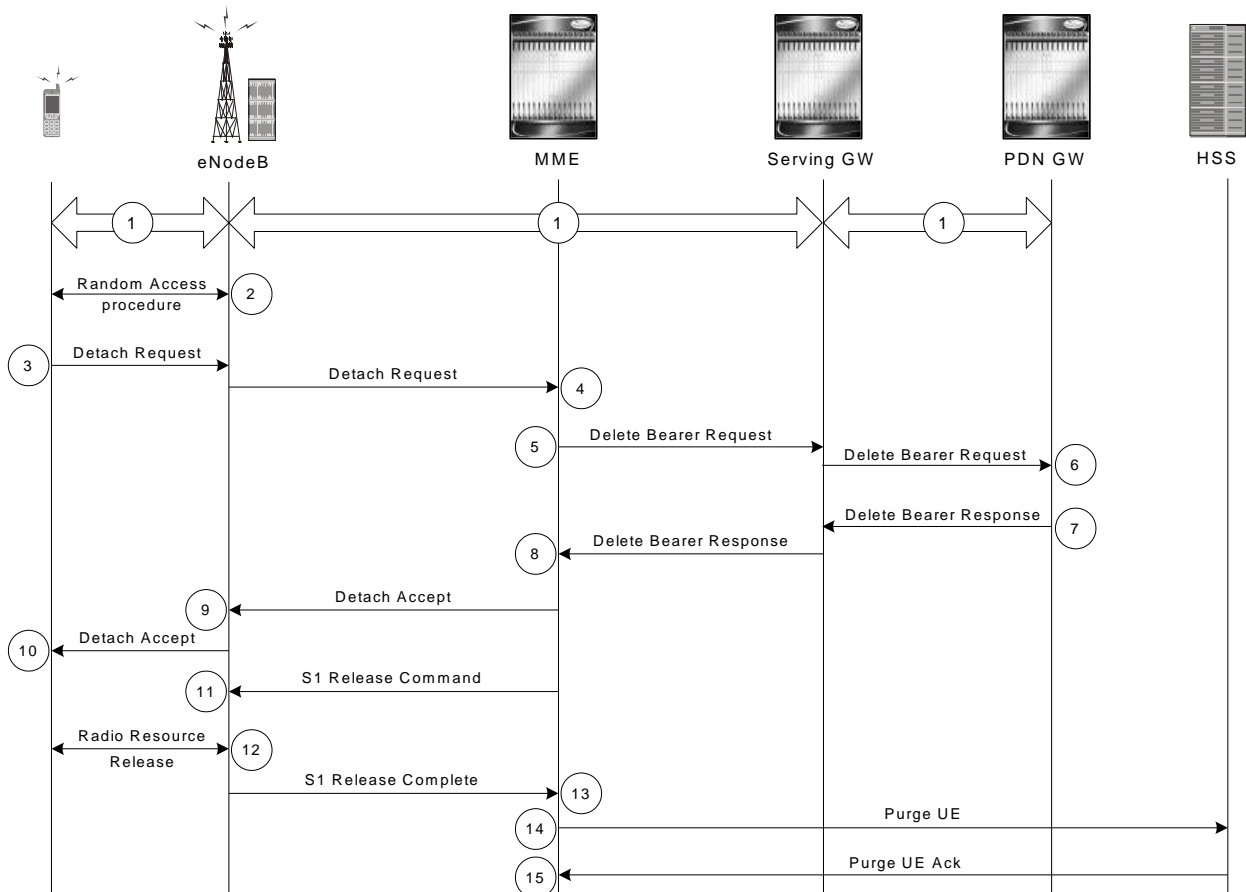 eNodeB
MME
Serving GW
PDN GW
HSS
1
1
1
Random Access
procedure
2
3
Detach Request
Detach Request
4
5
Delete Bearer Request
Delete Bearer Request
6
Delete Bearer Response
7
8
Delete Bearer Response
9
Detach Accept
10
Detach Accept
11
S1 Release Command
Radio Resource
Release
12
S1 Release Complete
13
14
Purge UE
15
Purge UE Ack